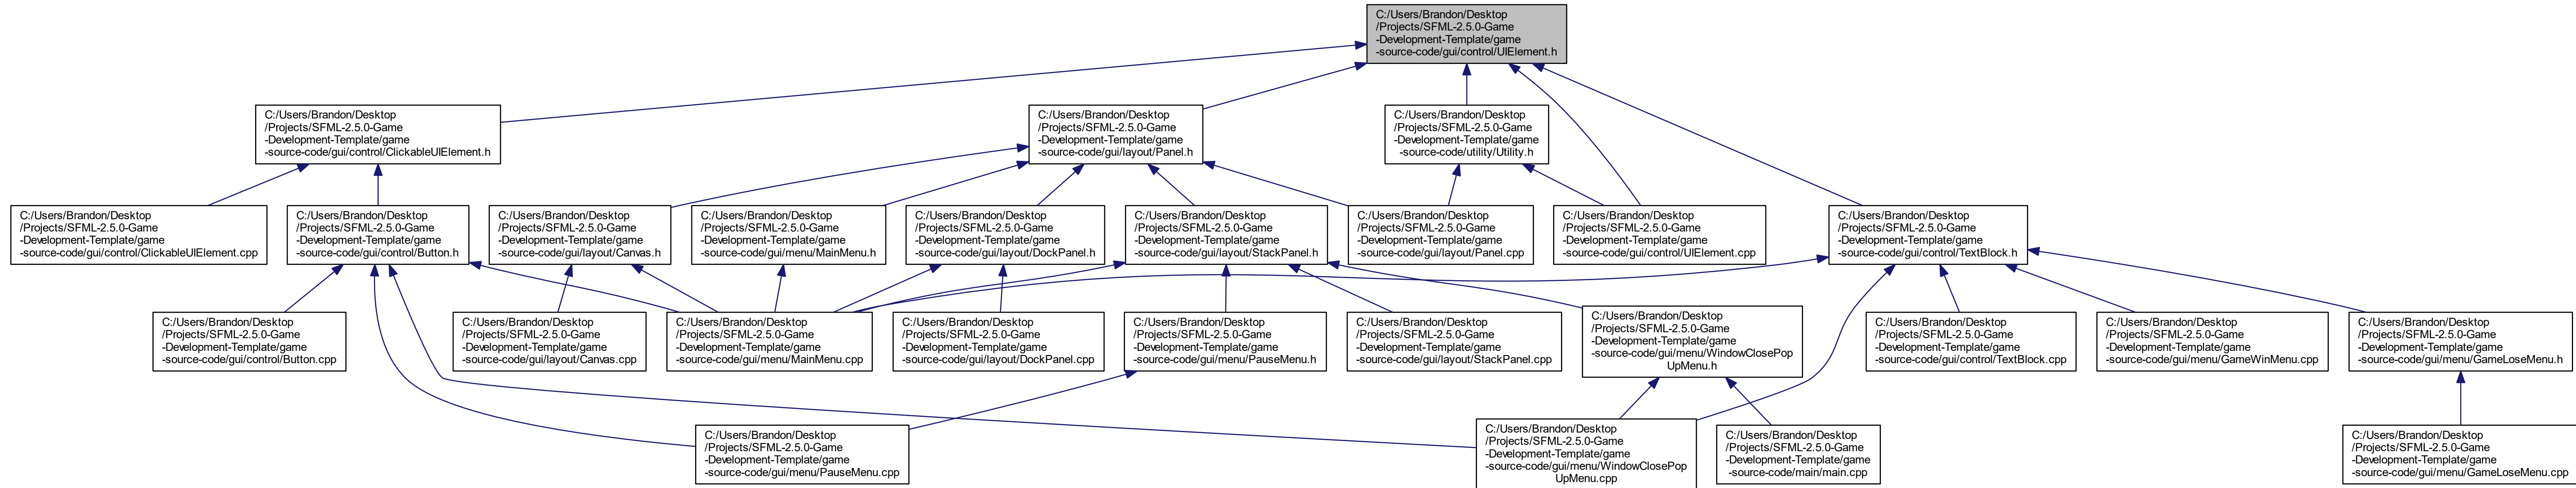 C:/Users/Brandon/Desktop
/Projects/SFML-2.5.0-Game
-Development-Template/game
-source-code/gui/control/UIElement.h
C:/Users/Brandon/Desktop
/Projects/SFML-2.5.0-Game
-Development-Template/game
-source-code/gui/control/ClickableUIElement.h
C:/Users/Brandon/Desktop
/Projects/SFML-2.5.0-Game
-Development-Template/game
-source-code/gui/layout/Panel.h
C:/Users/Brandon/Desktop
/Projects/SFML-2.5.0-Game
-Development-Template/game
-source-code/utility/Utility.h
C:/Users/Brandon/Desktop
/Projects/SFML-2.5.0-Game
-Development-Template/game
-source-code/gui/control/ClickableUIElement.cpp
C:/Users/Brandon/Desktop
/Projects/SFML-2.5.0-Game
-Development-Template/game
-source-code/gui/control/Button.h
C:/Users/Brandon/Desktop
/Projects/SFML-2.5.0-Game
-Development-Template/game
-source-code/gui/layout/Canvas.h
C:/Users/Brandon/Desktop
/Projects/SFML-2.5.0-Game
-Development-Template/game
-source-code/gui/menu/MainMenu.h
C:/Users/Brandon/Desktop
/Projects/SFML-2.5.0-Game
-Development-Template/game
-source-code/gui/layout/DockPanel.h
C:/Users/Brandon/Desktop
/Projects/SFML-2.5.0-Game
-Development-Template/game
-source-code/gui/layout/StackPanel.h
C:/Users/Brandon/Desktop
/Projects/SFML-2.5.0-Game
-Development-Template/game
-source-code/gui/layout/Panel.cpp
C:/Users/Brandon/Desktop
/Projects/SFML-2.5.0-Game
-Development-Template/game
-source-code/gui/control/UIElement.cpp
C:/Users/Brandon/Desktop
/Projects/SFML-2.5.0-Game
-Development-Template/game
-source-code/gui/control/TextBlock.h
C:/Users/Brandon/Desktop
/Projects/SFML-2.5.0-Game
-Development-Template/game
-source-code/gui/control/Button.cpp
C:/Users/Brandon/Desktop
/Projects/SFML-2.5.0-Game
-Development-Template/game
-source-code/gui/layout/Canvas.cpp
C:/Users/Brandon/Desktop
/Projects/SFML-2.5.0-Game
-Development-Template/game
-source-code/gui/menu/MainMenu.cpp
C:/Users/Brandon/Desktop
/Projects/SFML-2.5.0-Game
-Development-Template/game
-source-code/gui/layout/DockPanel.cpp
C:/Users/Brandon/Desktop
/Projects/SFML-2.5.0-Game
-Development-Template/game
-source-code/gui/menu/PauseMenu.h
C:/Users/Brandon/Desktop
/Projects/SFML-2.5.0-Game
-Development-Template/game
-source-code/gui/layout/StackPanel.cpp
C:/Users/Brandon/Desktop
/Projects/SFML-2.5.0-Game
-Development-Template/game
-source-code/gui/menu/WindowClosePop
UpMenu.h
C:/Users/Brandon/Desktop
/Projects/SFML-2.5.0-Game
-Development-Template/game
-source-code/gui/control/TextBlock.cpp
C:/Users/Brandon/Desktop
/Projects/SFML-2.5.0-Game
-Development-Template/game
-source-code/gui/menu/GameWinMenu.cpp
C:/Users/Brandon/Desktop
/Projects/SFML-2.5.0-Game
-Development-Template/game
-source-code/gui/menu/GameLoseMenu.h
C:/Users/Brandon/Desktop
/Projects/SFML-2.5.0-Game
-Development-Template/game
-source-code/gui/menu/PauseMenu.cpp
C:/Users/Brandon/Desktop
/Projects/SFML-2.5.0-Game
-Development-Template/game
-source-code/gui/menu/WindowClosePop
UpMenu.cpp
C:/Users/Brandon/Desktop
/Projects/SFML-2.5.0-Game
-Development-Template/game
-source-code/main/main.cpp
C:/Users/Brandon/Desktop
/Projects/SFML-2.5.0-Game
-Development-Template/game
-source-code/gui/menu/GameLoseMenu.cpp